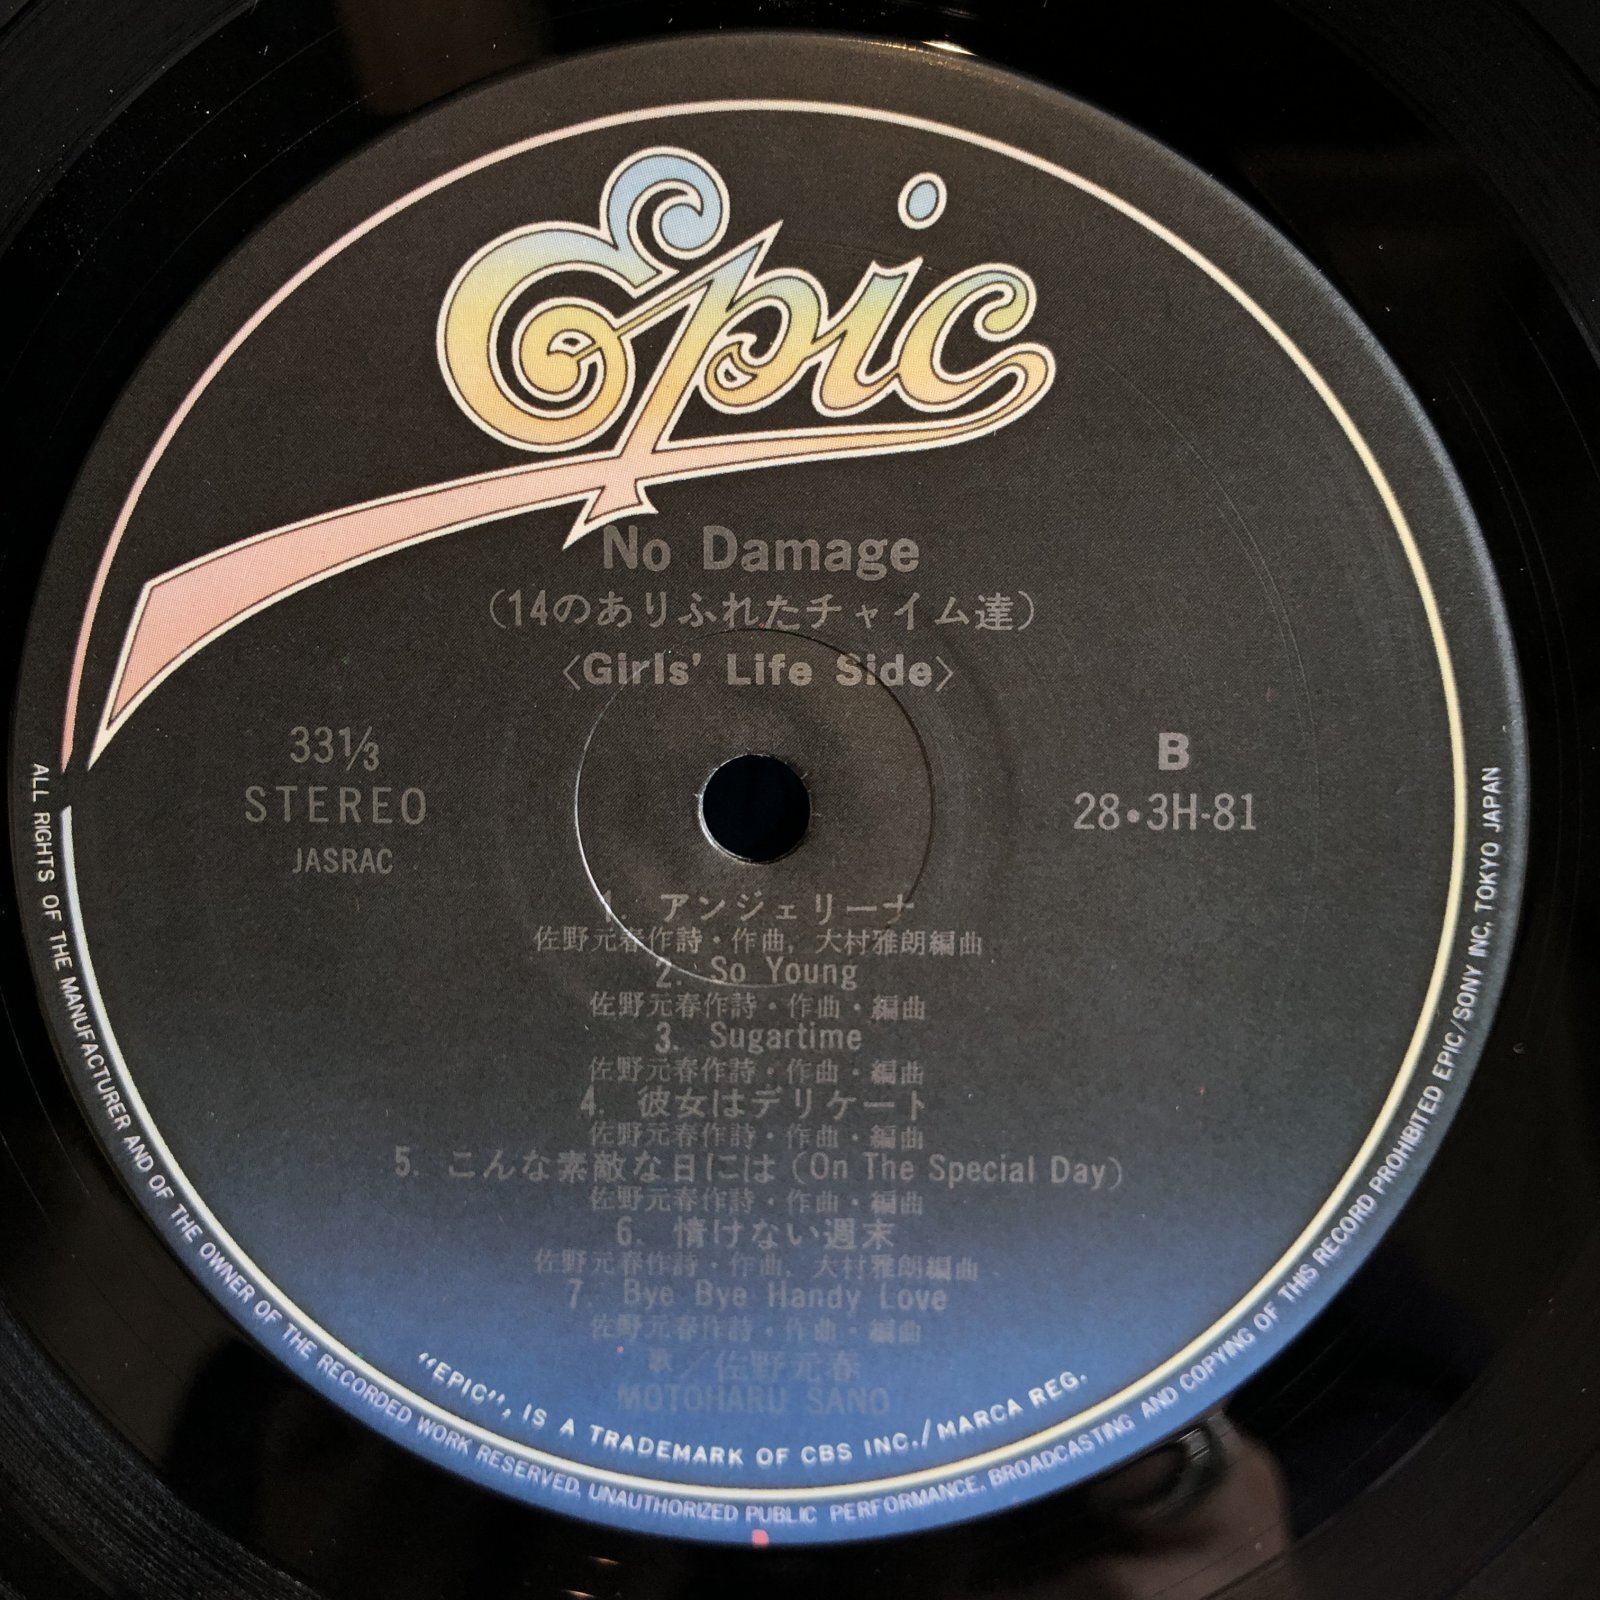 Epic
No Damage
（14のありふれたチャイム達）
〈Girls' Life Side〉
33⅓
STEREO
JASRAC
B
28•3H-81
1. アンジェリーナ
佐野元春作詩・作曲, 大村雅朗編曲
2. So Young
佐野元春作詩・作曲・編曲
3. Sugartime
佐野元春作詩・作曲・編曲
4. 彼女はデリケート
佐野元春作詩・作曲・編曲
5. こんな素敵な日には (On The Special Day)
佐野元春作詩・作曲・編曲
6. 情けない週末
佐野元春作詩・作曲, 大村雅朗編曲
7. Bye Bye Handy Love
佐野元春作詩・作曲・編曲
歌／佐野元春
MOTOHARU SANO
“EPIC”, IS A TRADEMARK OF CBS INC./MARCA REG.
ALL RIGHTS OF THE MANUFACTURER AND OF THE OWNER OF THE RECORDED WORK RESERVED. UNAUTHORIZED PUBLIC PERFORMANCE, BROADCASTING AND COPYING OF THIS RECORD PROHIBITED EPIC/SONY INC, TOKYO JAPAN